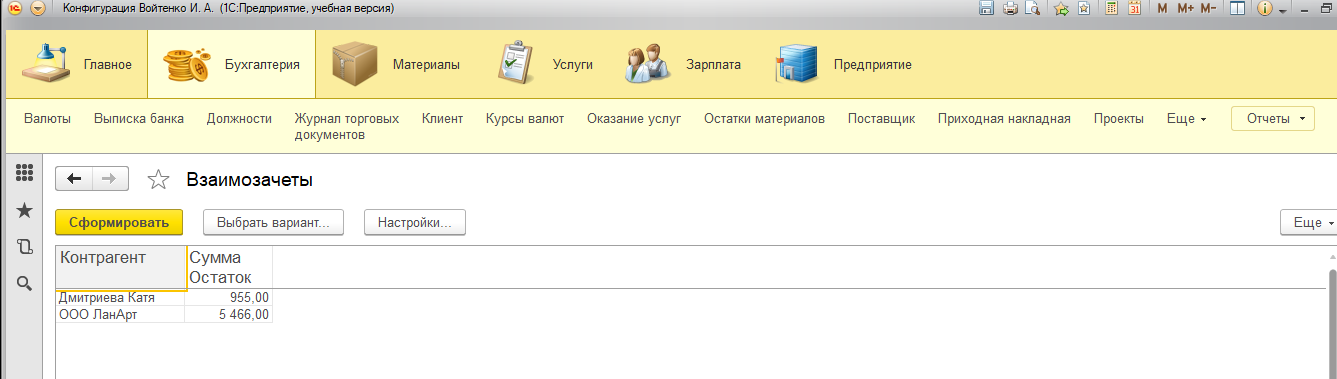 Конфигурация Войтенко И. А. (1С:Предприятие, учебная версия)
M M+ M-
Главное
Бухгалтерия
Материалы
Услуги
Зарплата
Предприятие
Валюты
Выписка банка
Должности
Журнал торговых
документов
Клиент
Курсы валют
Оказание услуг
Остатки материалов
Поставщик
Приходная накладная
Проекты
Еще
Отчеты
Взаимозачеты
Сформировать
Выбрать вариант...
Настройки...
Еще
Контрагент
Сумма
Остаток
Дмитриева Катя 955,00
ООО ЛанАрт 5 466,00